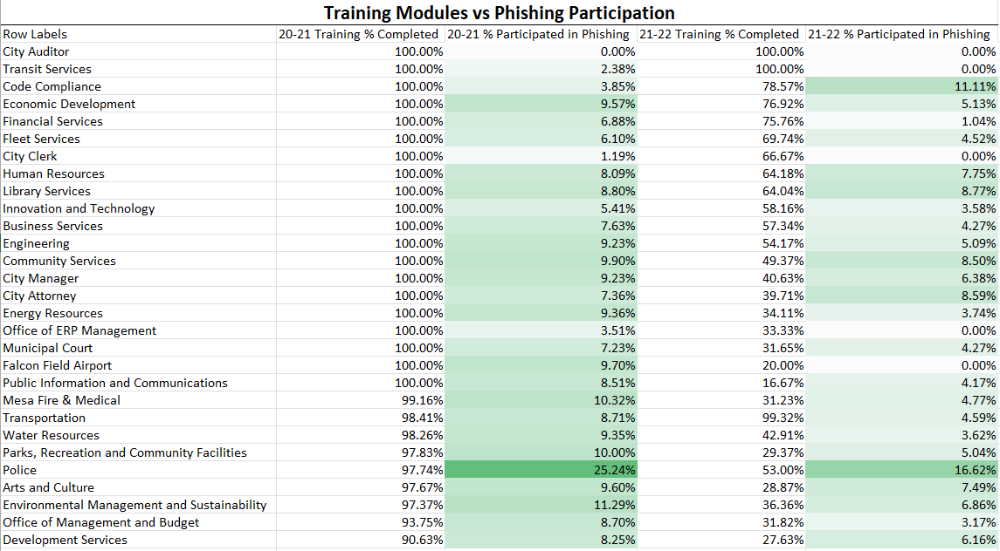 Training Modules vs Phishing Participation
Row Labels 20-21 Training % Completed 20-21 % Participated in Phishing 21-22 Training % Completed 21-22 % Participated in Phishing
City Auditor 100.00% 0.00% 100.00% 0.00%
Transit Services 100.00% 2.38% 100.00% 0.00%
Code Compliance 100.00% 3.85% 78.57% 11.11%
Economic Development 100.00% 9.57% 76.92% 5.13%
Financial Services 100.00% 6.88% 75.76% 1.04%
Fleet Services 100.00% 6.10% 69.74% 4.52%
City Clerk 100.00% 1.19% 66.67% 0.00%
Human Resources 100.00% 8.09% 64.18% 7.75%
Library Services 100.00% 8.80% 64.04% 8.77%
Innovation and Technology 100.00% 5.41% 58.16% 3.58%
Business Services 100.00% 7.63% 57.34% 4.27%
Engineering 100.00% 9.23% 54.17% 5.09%
Community Services 100.00% 9.90% 49.37% 8.50%
City Manager 100.00% 9.23% 40.63% 6.38%
City Attorney 100.00% 7.36% 39.71% 8.59%
Energy Resources 100.00% 9.36% 34.11% 3.74%
Office of ERP Management 100.00% 3.51% 33.33% 0.00%
Municipal Court 100.00% 7.23% 31.65% 4.27%
Falcon Field Airport 100.00% 9.70% 20.00% 0.00%
Public Information and Communications 100.00% 8.51% 16.67% 4.17%
Mesa Fire & Medical 99.16% 10.32% 31.23% 4.77%
Transportation 98.41% 8.71% 99.32% 4.59%
Water Resources 98.26% 9.35% 42.91% 3.62%
Parks, Recreation and Community Facilities 97.83% 10.00% 29.37% 5.04%
Police 97.74% 25.24% 53.00% 16.62%
Arts and Culture 97.67% 9.60% 28.87% 7.49%
Environmental Management and Sustainability 97.37% 11.29% 36.36% 6.86%
Office of Management and Budget 93.75% 8.70% 31.82% 3.17%
Development Services 90.63% 8.25% 27.63% 6.16%